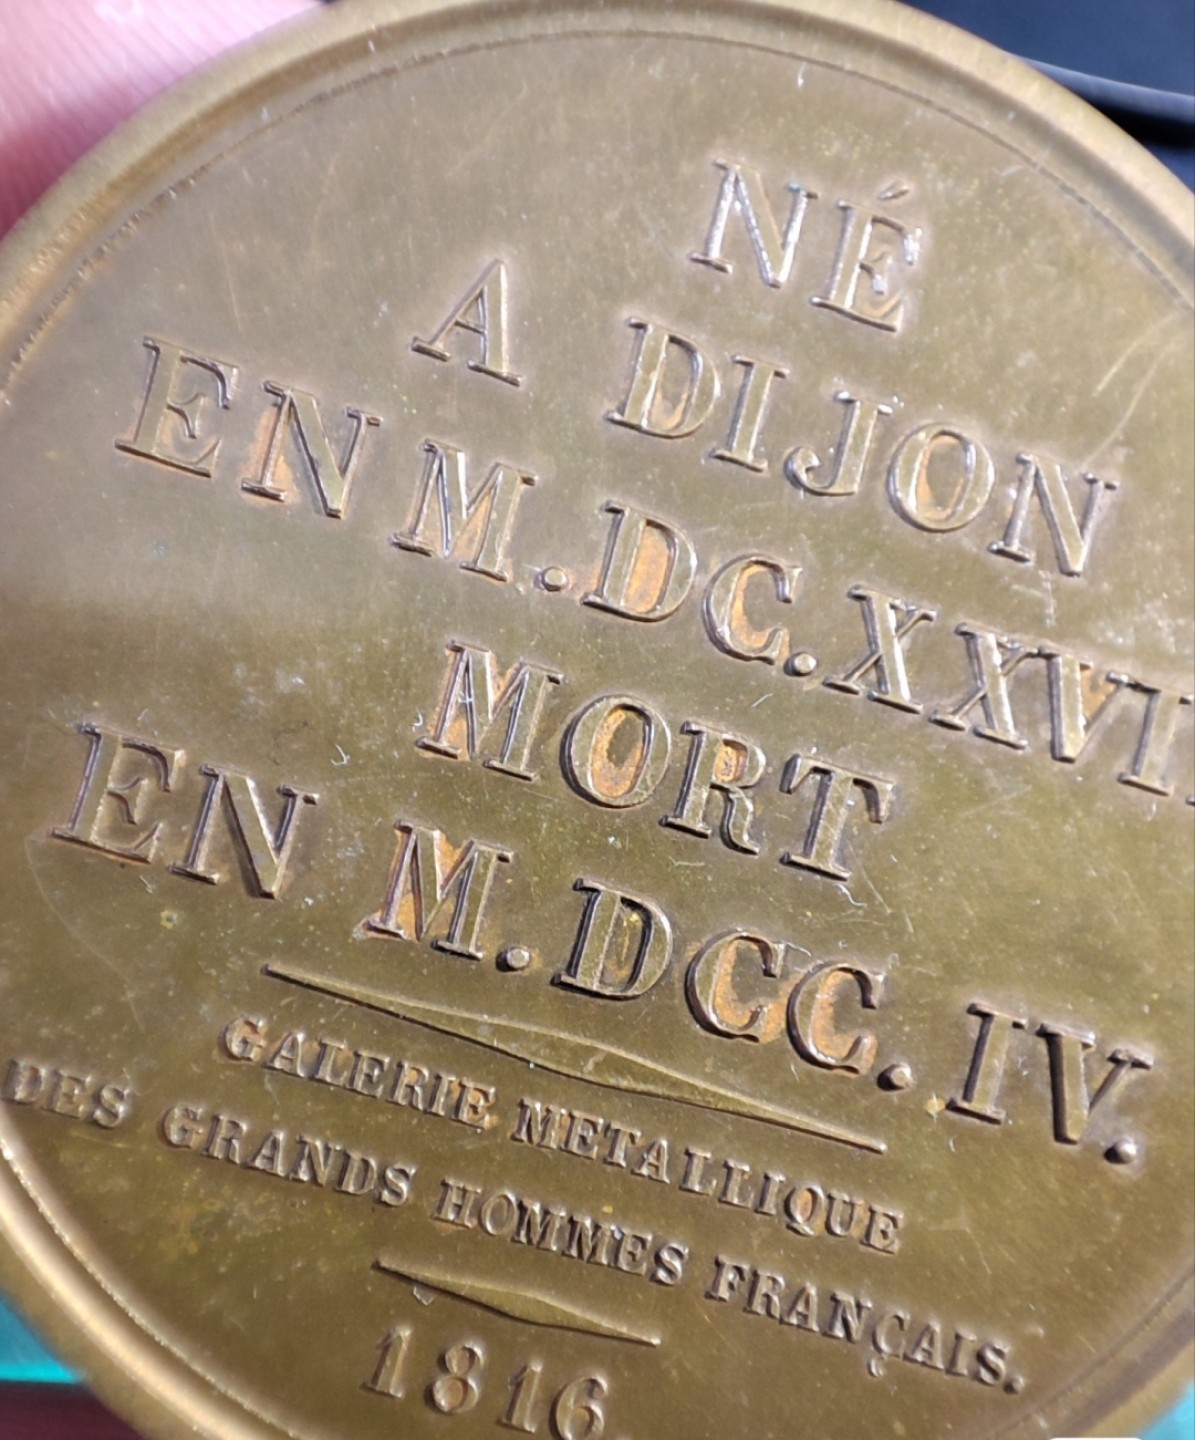 NÉ
A DIJON
EN M.DC.XXVI
MORT
EN M.DCC.IV.
GALERIE METALLIQUE
DES GRANDS HOMMES FRANÇAIS.
1816.